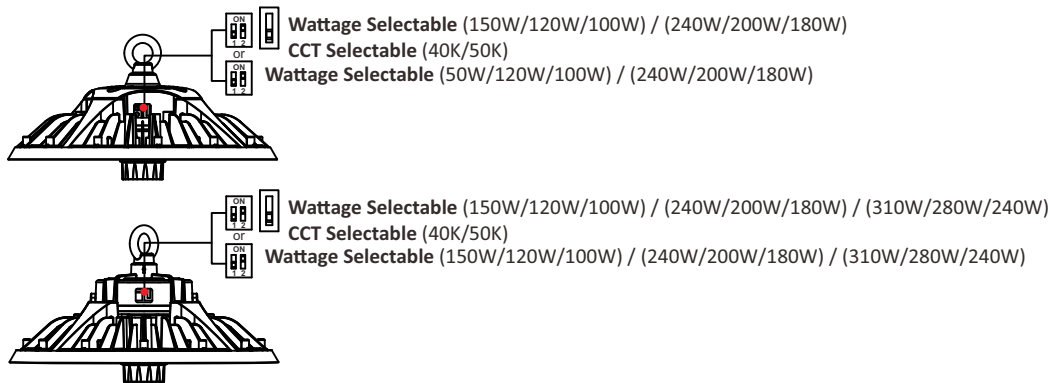 ON
1 2
Wattage Selectable (150W/120W/100W) / (240W/200W/180W)
CCT Selectable (40K/50K)
or
ON
1 2
Wattage Selectable (50W/120W/100W) / (240W/200W/180W)
ON
1 2
Wattage Selectable (150W/120W/100W) / (240W/200W/180W) / (310W/280W/240W)
CCT Selectable (40K/50K)
or
ON
1 2
Wattage Selectable (150W/120W/100W) / (240W/200W/180W) / (310W/280W/240W)